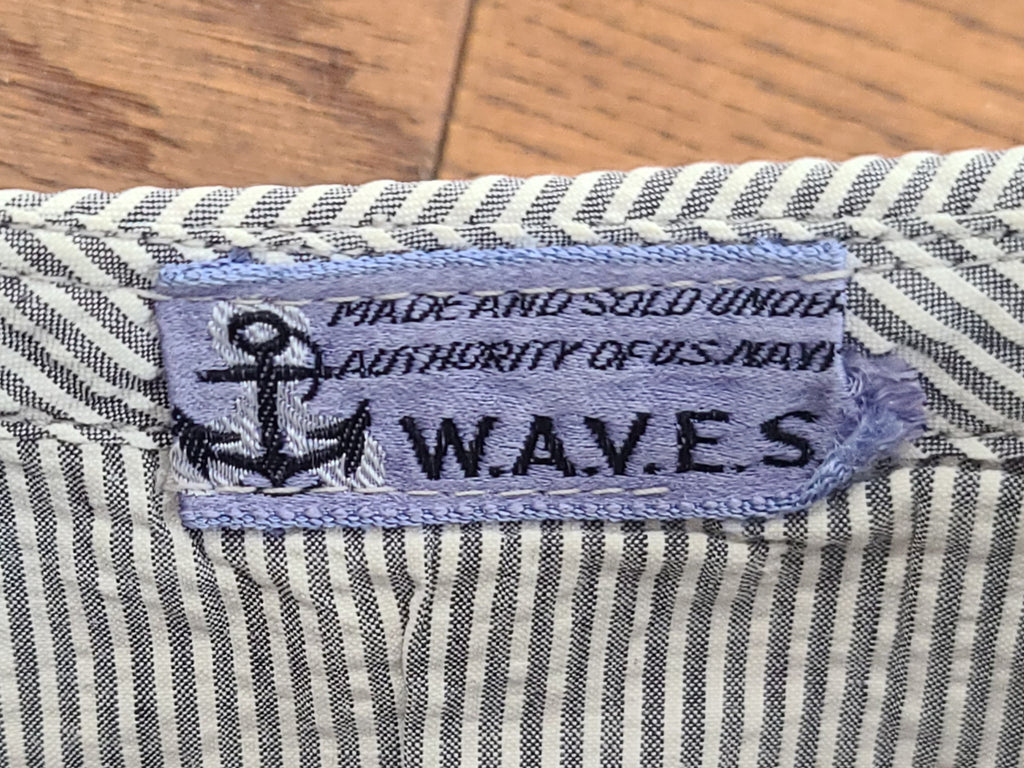 MADE AND SOLD UNDER
AUTHORITY OF U.S. NAVY
W.A.V.E.S